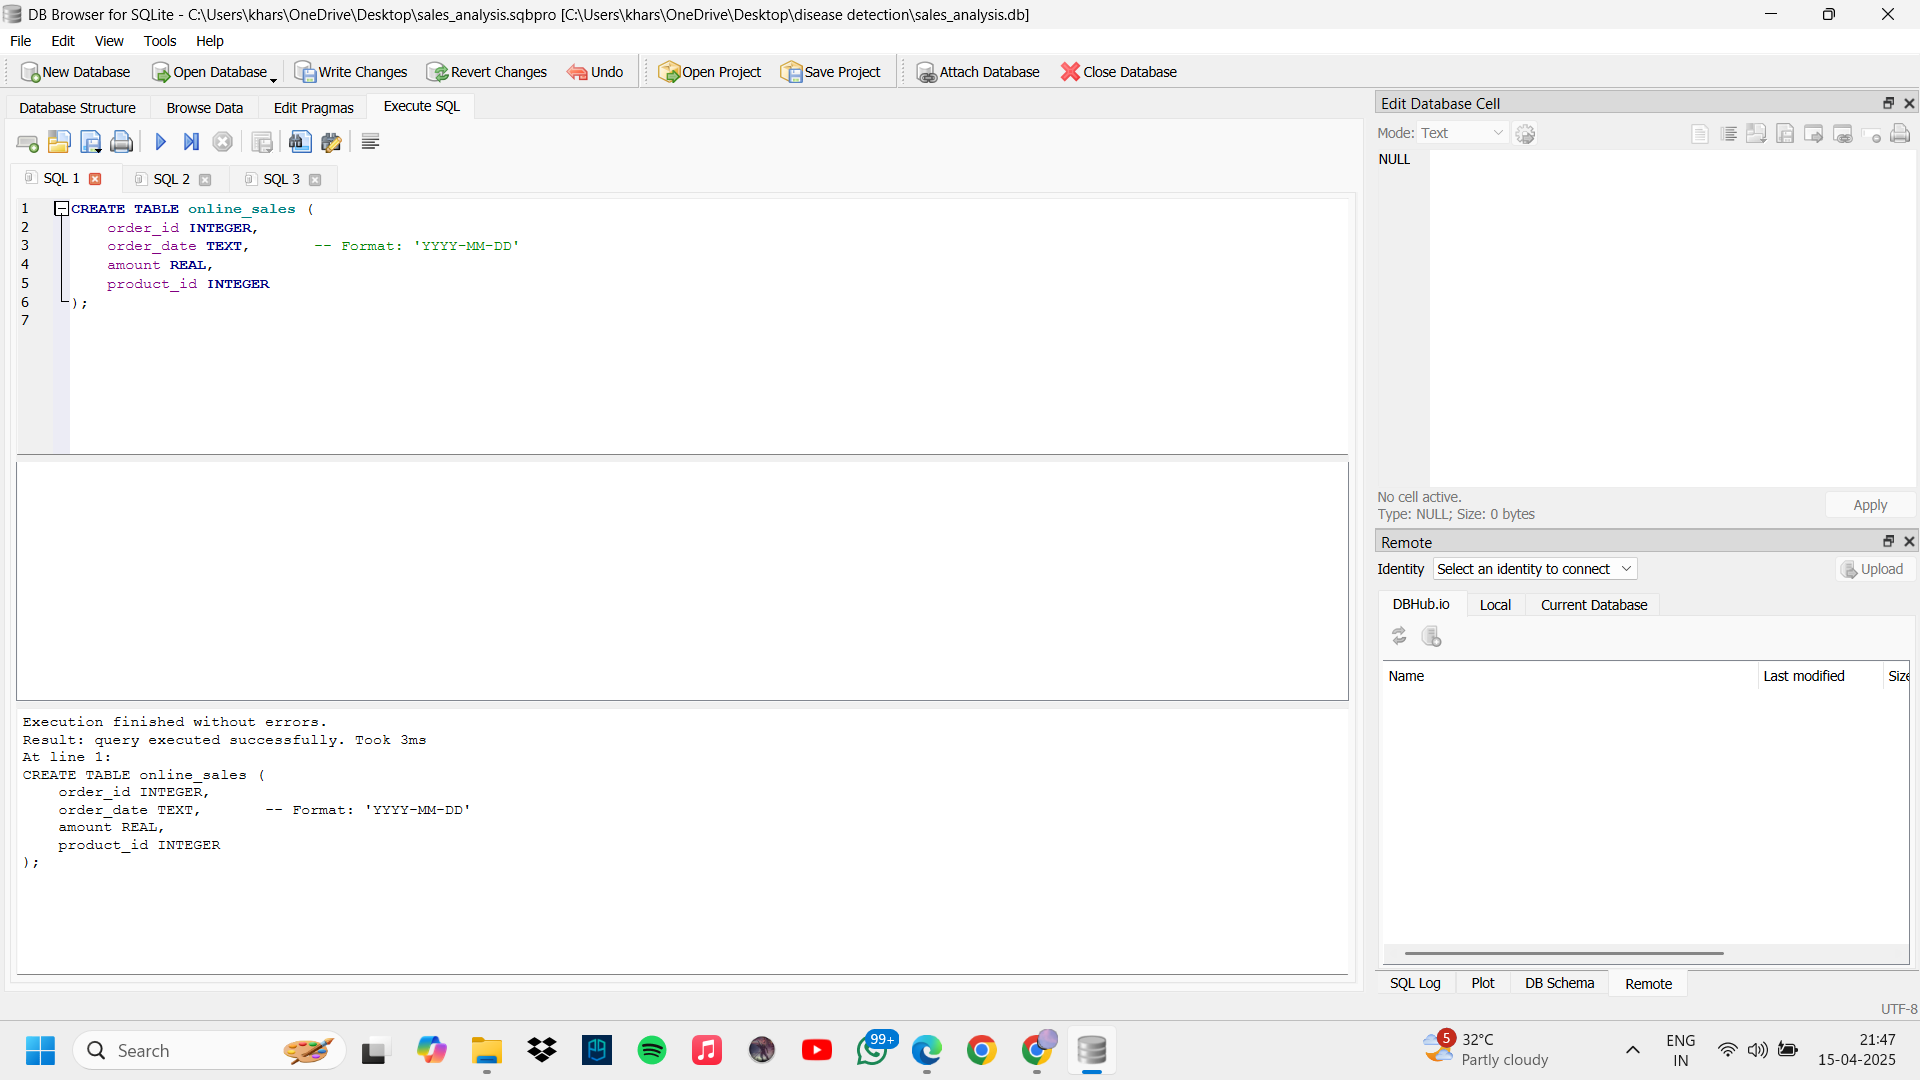 DB Browser for SQLite - C:\Users\khars\OneDrive\Desktop\sales_analysis.sqbpro [C:\Users\khars\OneDrive\Desktop\disease detection\sales_analysis.db]
File Edit View Tools Help
New Database Open Database Write Changes Revert Changes Undo Open Project Save Project Attach Database Close Database
Database Structure Browse Data Edit Pragmas Execute SQL
SQL 1 SQL 2 SQL 3
1 CREATE TABLE online_sales (
2 order_id INTEGER,
3 order_date TEXT, -- Format: 'YYYY-MM-DD'
4 amount REAL,
5 product_id INTEGER
6 );
7
Execution finished without errors.
Result: query executed successfully. Took 3ms
At line 1:
CREATE TABLE online_sales (
order_id INTEGER,
order_date TEXT, -- Format: 'YYYY-MM-DD'
amount REAL,
product_id INTEGER
);
Edit Database Cell
Mode: Text
NULL
No cell active.
Type: NULL; Size: 0 bytes
Apply
Remote
Identity Select an identity to connect Upload
DBHub.io Local Current Database
Name Last modified Size
SQL Log Plot DB Schema Remote
UTF-8
Search
99+
5
32°C
Partly cloudy
ENG
IN
21:47
15-04-2025